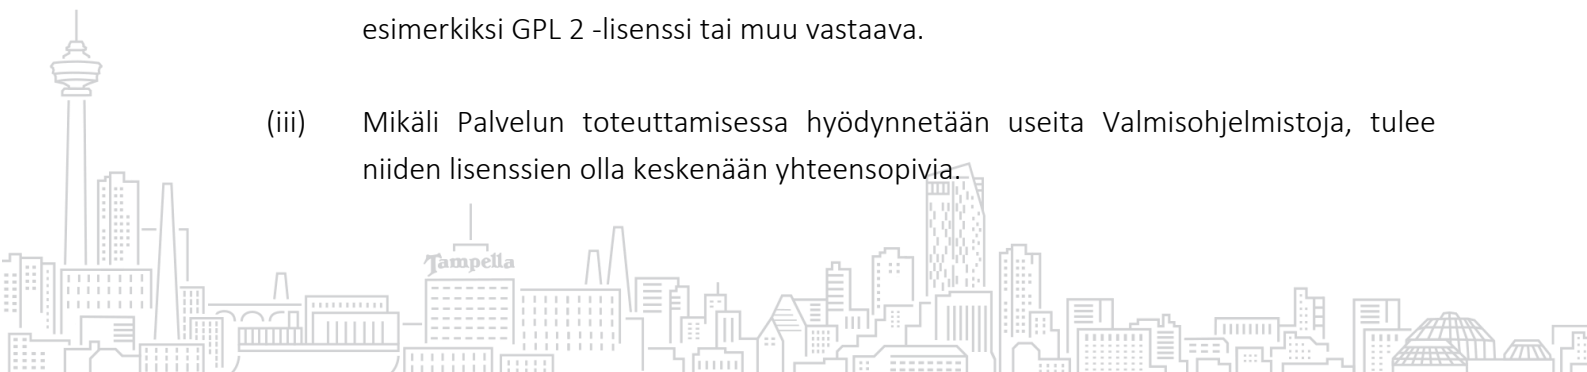 esimerkiksi GPL 2 -lisenssi tai muu vastaava.
(iii) Mikäli Palvelun toteuttamisessa hyödynnetään useita Valmisohjelmistoja, tulee
niiden lisenssien olla keskenään yhteensopivia.
Tampella